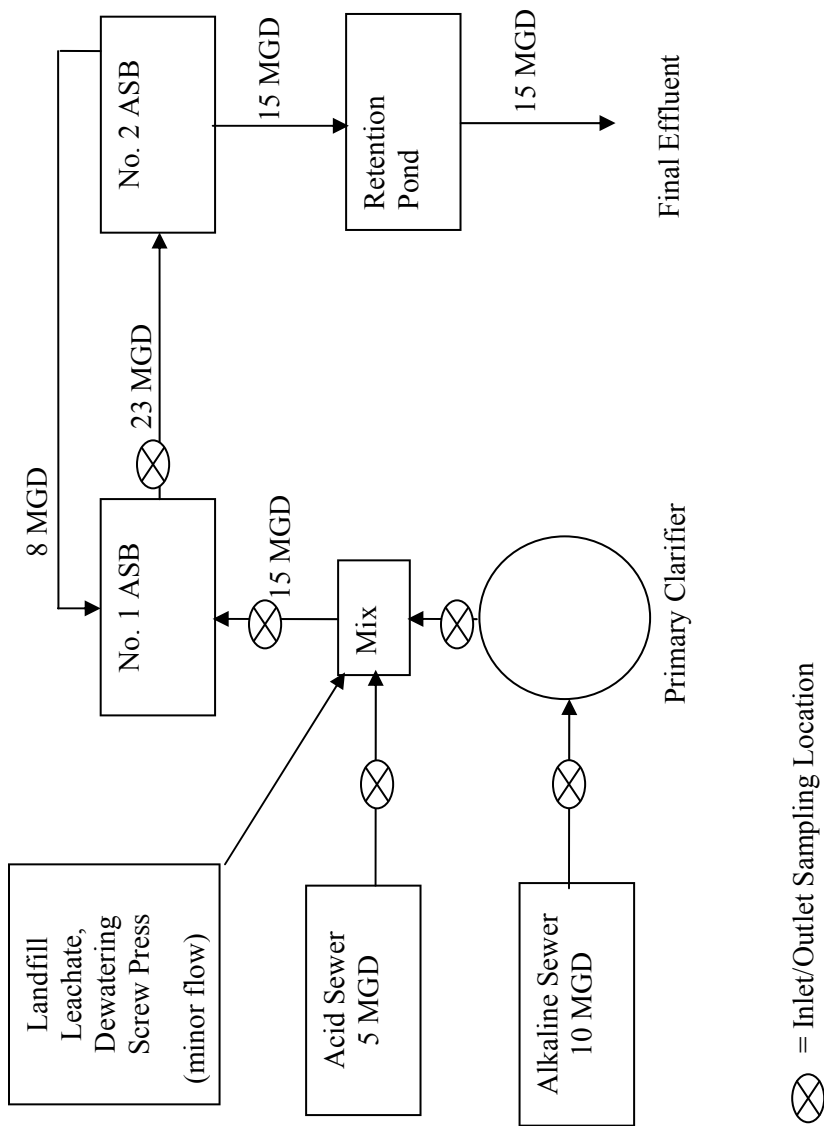 Landfill
Leachate,
Dewatering
Screw Press
(minor flow)
Acid Sewer
5 MGD
Alkaline Sewer
10 MGD
Primary Clarifier
Mix
15 MGD
No. 1 ASB
8 MGD
23 MGD
No. 2 ASB
15 MGD
Retention
Pond
15 MGD
Final Effluent
= Inlet/Outlet Sampling Location